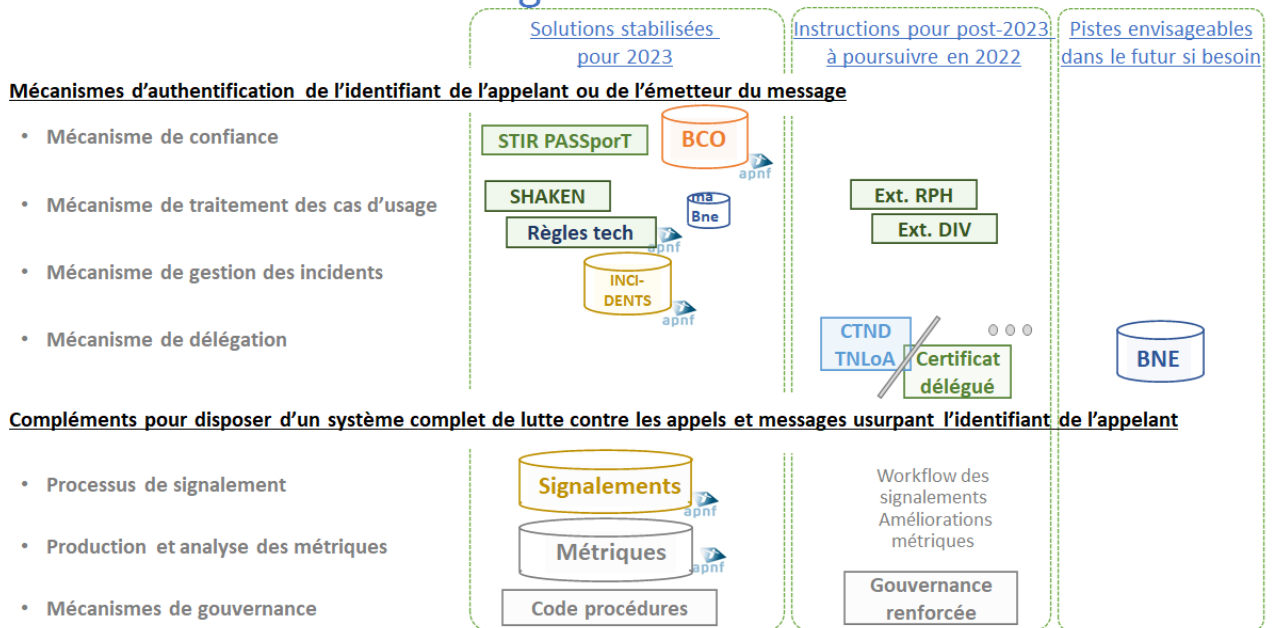 Solutions stabilisées
pour 2023
Instructions pour post-2023
à poursuivre en 2022
Pistes envisageables
dans le futur si besoin
Mécanismes d'authentification de l'identifiant de l'appelant ou de l'émetteur du message
• Mécanisme de confiance
STIR PASSporT
BCO
apnf
• Mécanisme de traitement des cas d'usage
SHAKEN
ma
Bne
Règles tech
apnf
Ext. RPH
Ext. DIV
• Mécanisme de gestion des incidents
INCI-
DENTS
apnf
• Mécanisme de délégation
CTND
TNLoA
Certificat
délégué
BNE
Compléments pour disposer d'un système complet de lutte contre les appels et messages usurpant l'identifiant de l'appelant
• Processus de signalement
Signalements
apnf
Workflow des
signalements
Améliorations
métriques
• Production et analyse des métriques
Métriques
apnf
• Mécanismes de gouvernance
Code procédures
Gouvernance
renforcée